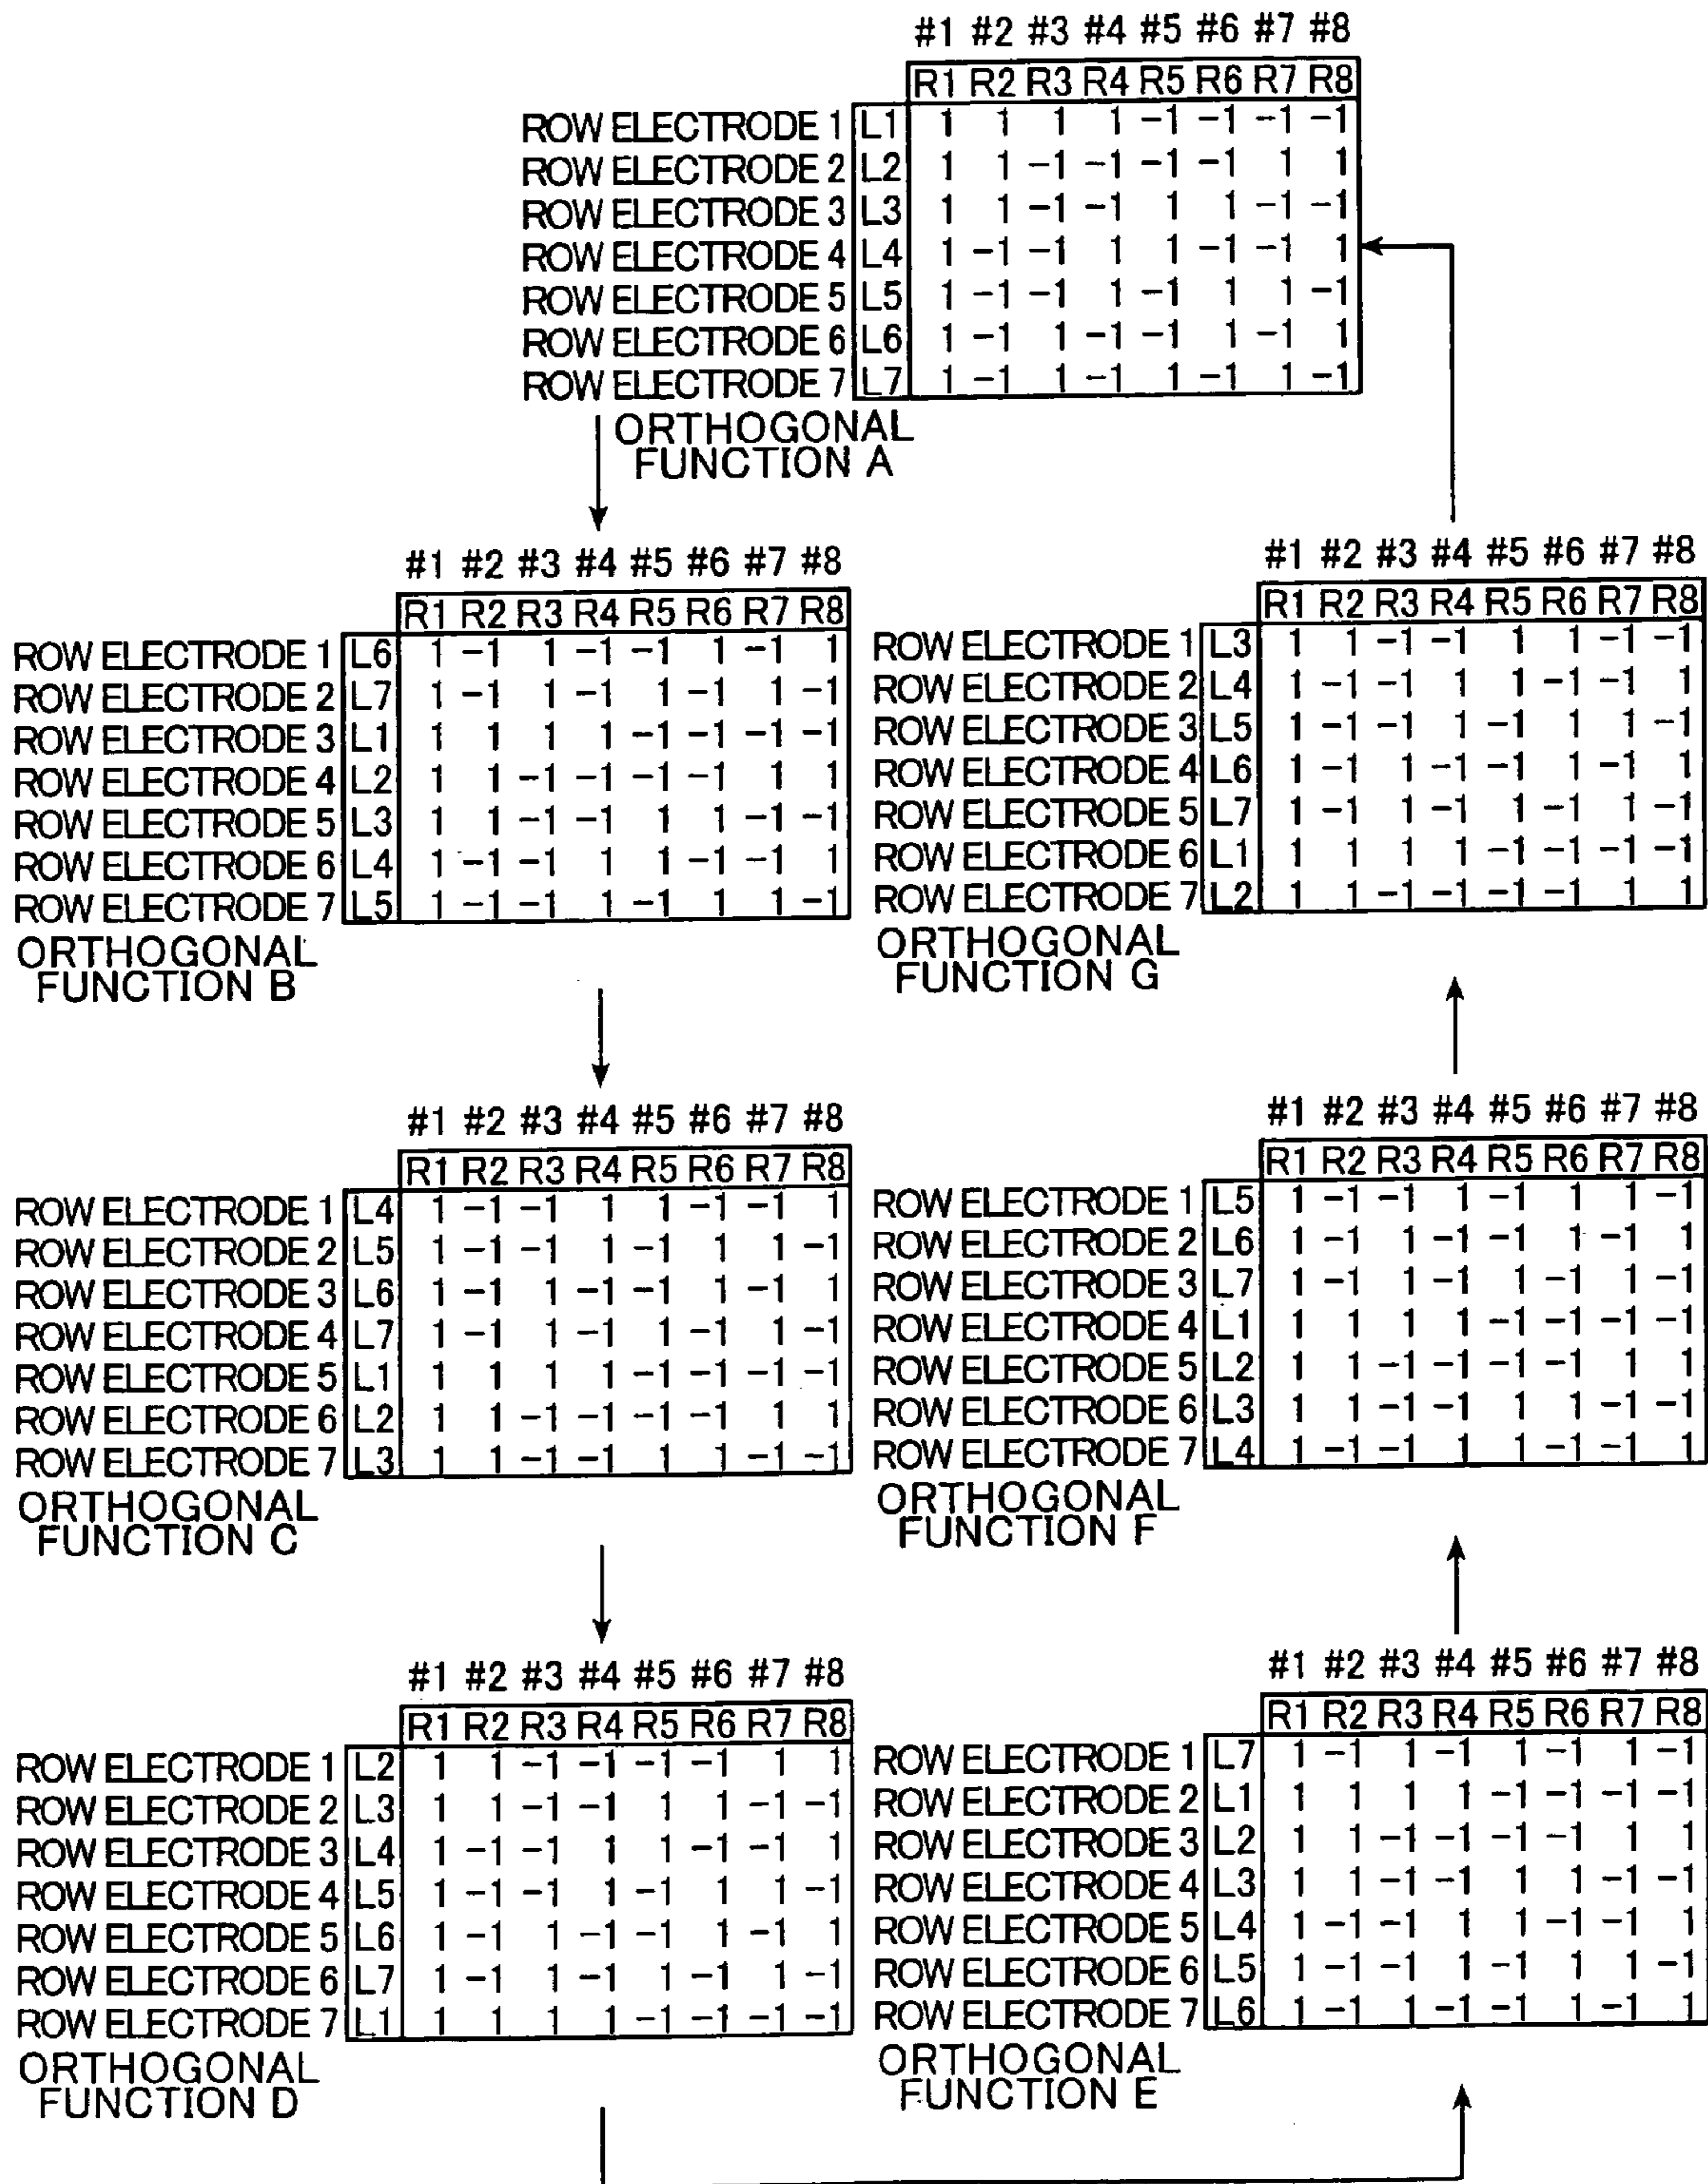 #1 #2 #3 #4 #5 #6 #7 #8
R1 R2 R3 R4 R5 R6 R7 R8
ROW ELECTRODE 1 L1 1 1 1 1 -1 -1 -1 -1
ROW ELECTRODE 2 L2 1 1 -1 -1 -1 -1 1 1
ROW ELECTRODE 3 L3 1 1 -1 -1 1 1 -1 -1
ROW ELECTRODE 4 L4 1 -1 -1 1 1 -1 -1 1
ROW ELECTRODE 5 L5 1 -1 -1 1 -1 1 1 -1
ROW ELECTRODE 6 L6 1 -1 1 -1 -1 1 -1 1
ROW ELECTRODE 7 L7 1 -1 1 -1 1 -1 1 -1
ORTHOGONAL
FUNCTION A
#1 #2 #3 #4 #5 #6 #7 #8
R1 R2 R3 R4 R5 R6 R7 R8
ROW ELECTRODE 1 L6 1 -1 1 -1 -1 1 -1 1
ROW ELECTRODE 2 L7 1 -1 1 -1 1 -1 1 -1
ROW ELECTRODE 3 L1 1 1 1 1 -1 -1 -1 -1
ROW ELECTRODE 4 L2 1 1 -1 -1 -1 -1 1 1
ROW ELECTRODE 5 L3 1 1 -1 -1 1 1 -1 -1
ROW ELECTRODE 6 L4 1 -1 -1 1 1 -1 -1 1
ROW ELECTRODE 7 L5 1 -1 -1 1 -1 1 1 -1
ORTHOGONAL
FUNCTION B
#1 #2 #3 #4 #5 #6 #7 #8
R1 R2 R3 R4 R5 R6 R7 R8
ROW ELECTRODE 1 L3 1 1 -1 -1 1 1 -1 -1
ROW ELECTRODE 2 L4 1 -1 -1 1 1 -1 -1 1
ROW ELECTRODE 3 L5 1 -1 -1 1 -1 1 1 -1
ROW ELECTRODE 4 L6 1 -1 1 -1 -1 1 -1 1
ROW ELECTRODE 5 L7 1 -1 1 -1 1 -1 1 -1
ROW ELECTRODE 6 L1 1 1 1 1 -1 -1 -1 -1
ROW ELECTRODE 7 L2 1 1 -1 -1 -1 -1 1 1
ORTHOGONAL
FUNCTION G
#1 #2 #3 #4 #5 #6 #7 #8
R1 R2 R3 R4 R5 R6 R7 R8
ROW ELECTRODE 1 L4 1 -1 -1 1 1 -1 -1 1
ROW ELECTRODE 2 L5 1 -1 -1 1 -1 1 1 -1
ROW ELECTRODE 3 L6 1 -1 1 -1 -1 1 -1 1
ROW ELECTRODE 4 L7 1 -1 1 -1 1 -1 1 -1
ROW ELECTRODE 5 L1 1 1 1 1 -1 -1 -1 -1
ROW ELECTRODE 6 L2 1 1 -1 -1 -1 -1 1 1
ROW ELECTRODE 7 L3 1 1 -1 -1 1 1 -1 -1
ORTHOGONAL
FUNCTION C
#1 #2 #3 #4 #5 #6 #7 #8
R1 R2 R3 R4 R5 R6 R7 R8
ROW ELECTRODE 1 L5 1 -1 -1 1 -1 1 1 -1
ROW ELECTRODE 2 L6 1 -1 1 -1 -1 1 -1 1
ROW ELECTRODE 3 L7 1 -1 1 -1 1 -1 1 -1
ROW ELECTRODE 4 L1 1 1 1 1 -1 -1 -1 -1
ROW ELECTRODE 5 L2 1 1 -1 -1 -1 -1 1 1
ROW ELECTRODE 6 L3 1 1 -1 -1 1 1 -1 -1
ROW ELECTRODE 7 L4 1 -1 -1 1 1 -1 -1 1
ORTHOGONAL
FUNCTION F
#1 #2 #3 #4 #5 #6 #7 #8
R1 R2 R3 R4 R5 R6 R7 R8
ROW ELECTRODE 1 L2 1 1 -1 -1 -1 -1 1 1
ROW ELECTRODE 2 L3 1 1 -1 -1 1 1 -1 -1
ROW ELECTRODE 3 L4 1 -1 -1 1 1 -1 -1 1
ROW ELECTRODE 4 L5 1 -1 -1 1 -1 1 1 -1
ROW ELECTRODE 5 L6 1 -1 1 -1 -1 1 -1 1
ROW ELECTRODE 6 L7 1 -1 1 -1 1 -1 1 -1
ROW ELECTRODE 7 L1 1 1 1 1 -1 -1 -1 -1
ORTHOGONAL
FUNCTION D
#1 #2 #3 #4 #5 #6 #7 #8
R1 R2 R3 R4 R5 R6 R7 R8
ROW ELECTRODE 1 L7 1 -1 1 -1 1 -1 1 -1
ROW ELECTRODE 2 L1 1 1 1 1 -1 -1 -1 -1
ROW ELECTRODE 3 L2 1 1 -1 -1 -1 -1 1 1
ROW ELECTRODE 4 L3 1 1 -1 -1 1 1 -1 -1
ROW ELECTRODE 5 L4 1 -1 -1 1 1 -1 -1 1
ROW ELECTRODE 6 L5 1 -1 -1 1 -1 1 1 -1
ROW ELECTRODE 7 L6 1 -1 1 -1 -1 1 -1 1
ORTHOGONAL
FUNCTION E